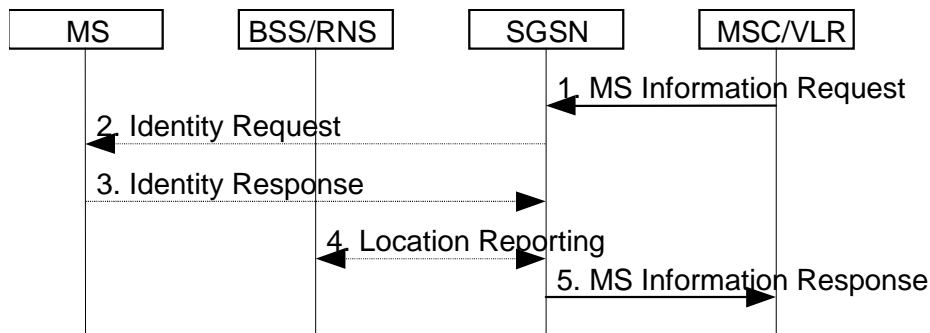 MS BSS/RNS SGSN MSC/VLR
1. MS Information Request
2. Identity Request
3. Identity Response
4. Location Reporting
5. MS Information Response